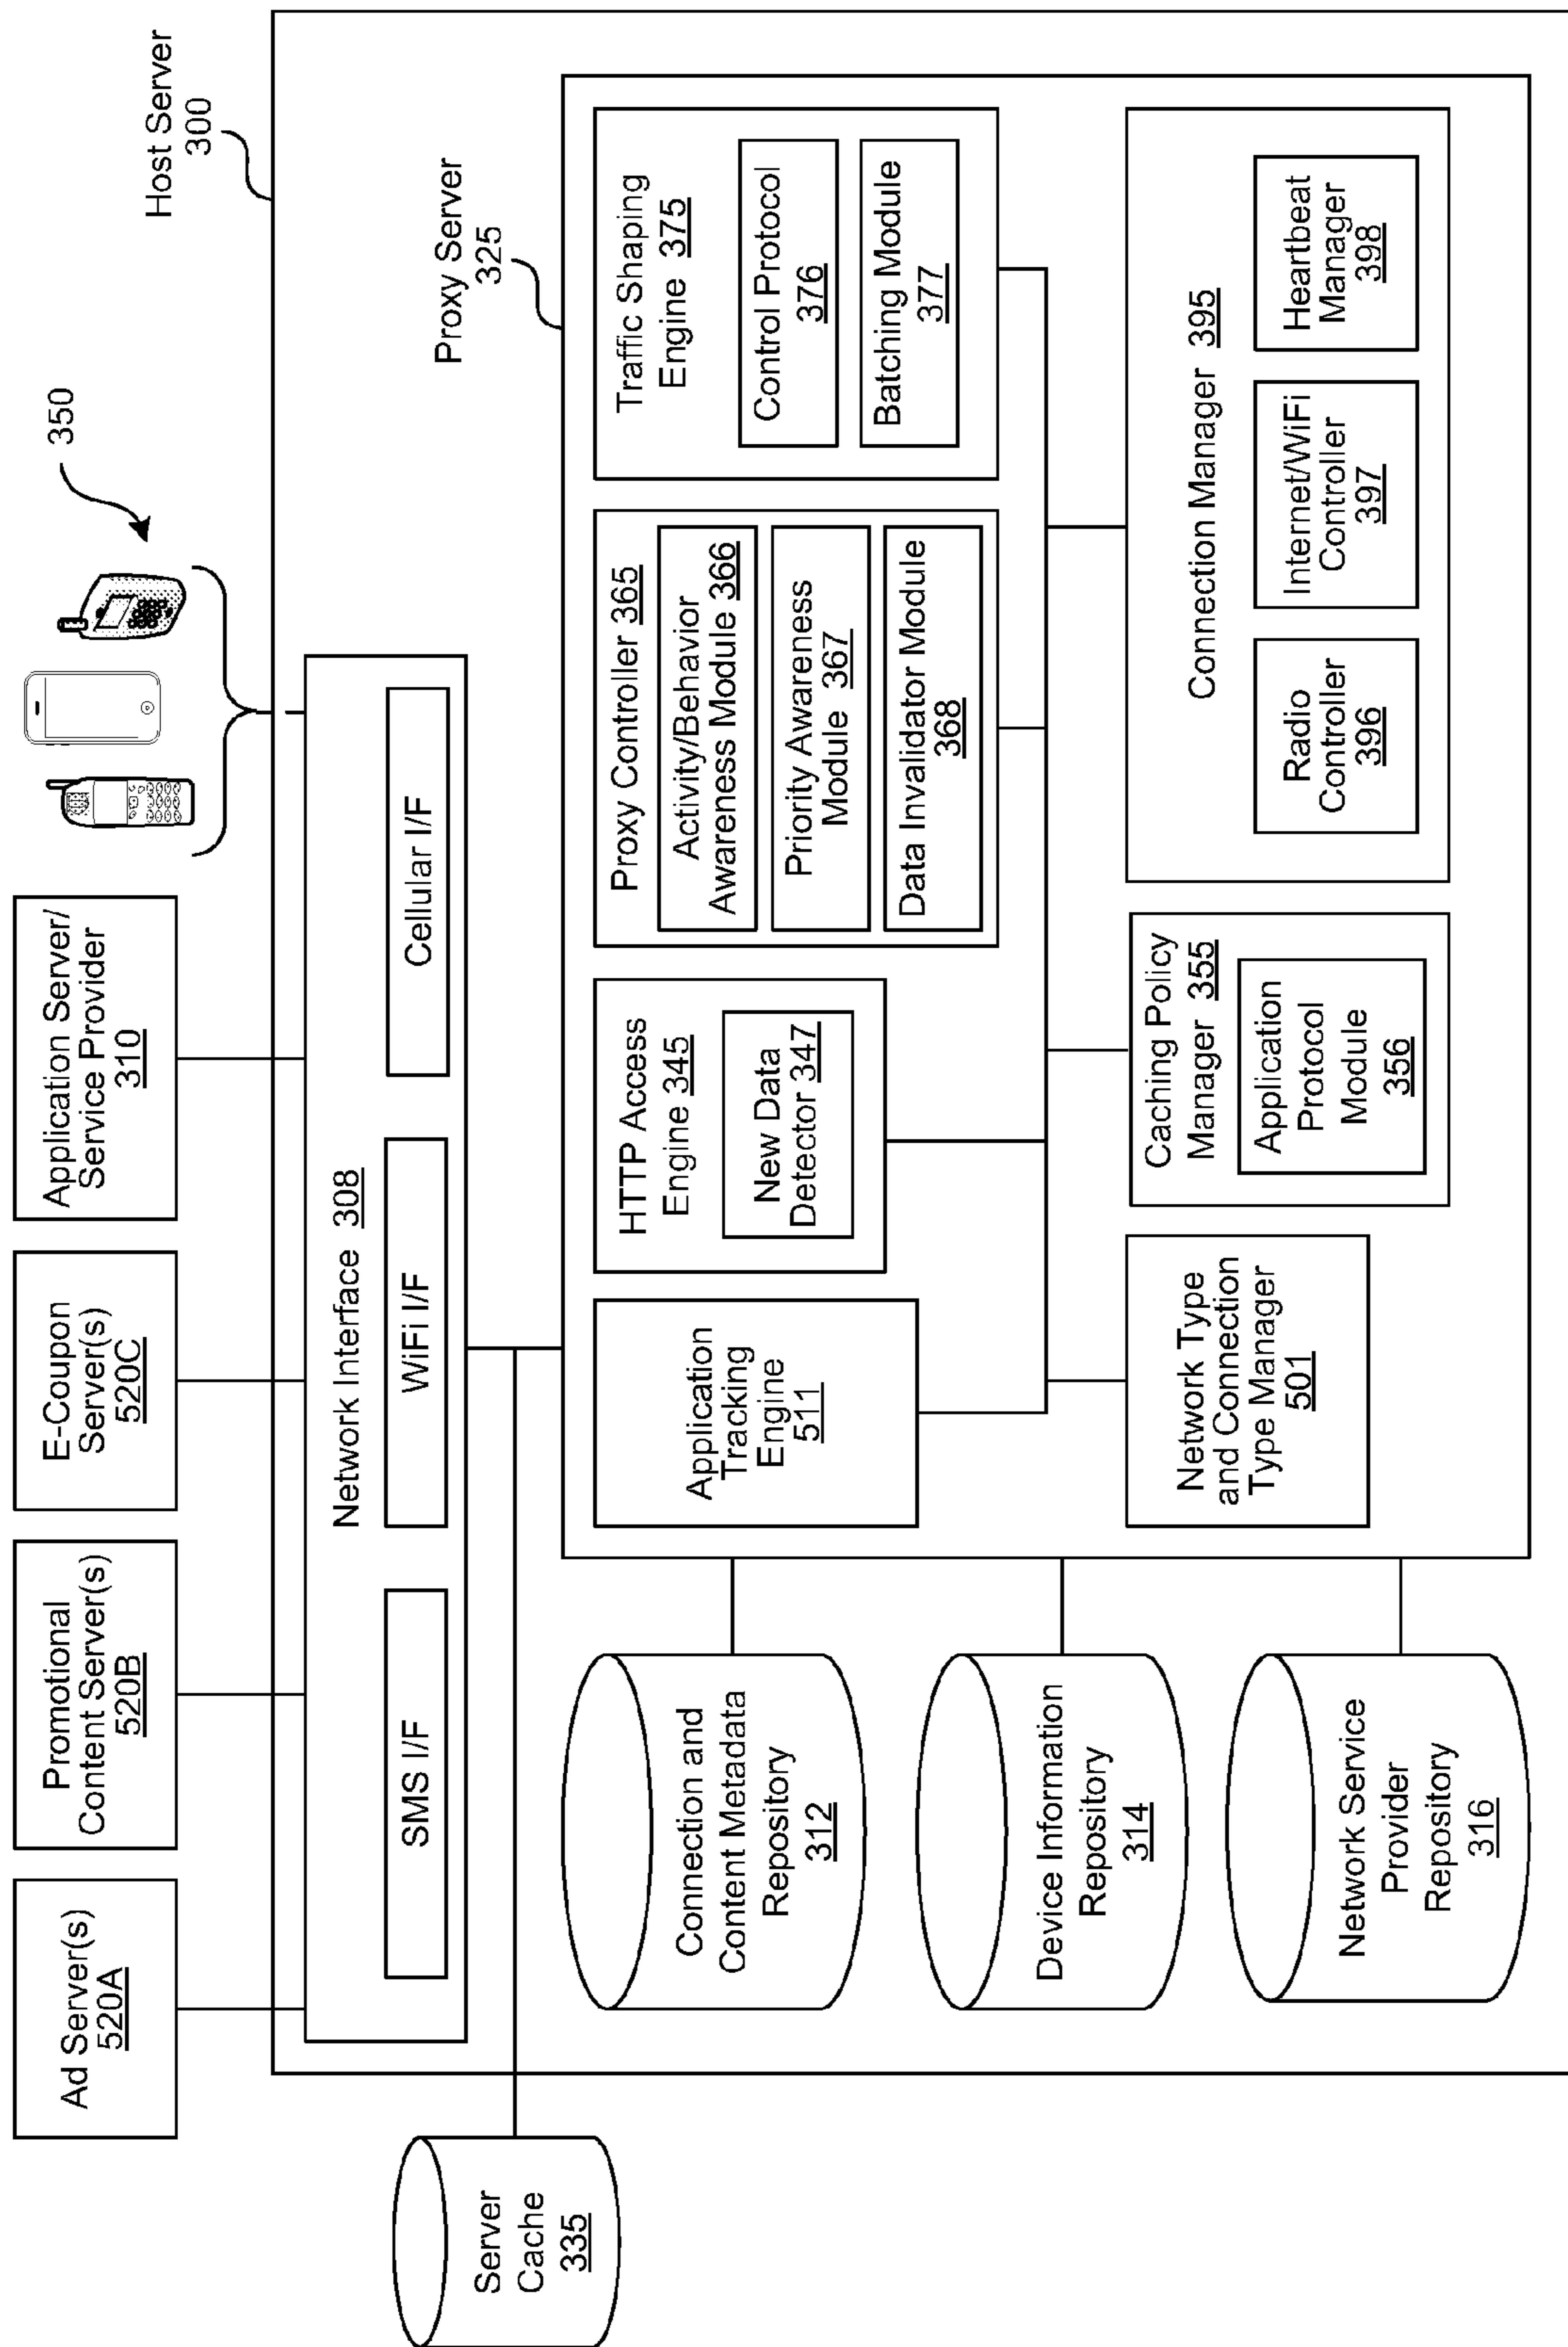 Ad Server(s)
520A
Promotional
Content Server(s)
520B
E-Coupon
Server(s)
520C
Application Server/
Service Provider
310
350
Host Server
300
Server
Cache
335
Network Interface 308
SMS I/F
WiFi I/F
Cellular I/F
Proxy Server
325
Connection and
Content Metadata
Repository
312
Device Information
Repository
314
Network Service
Provider
Repository
316
Application
Tracking
Engine
511
HTTP Access
Engine 345
New Data
Detector 347
Proxy Controller 365
Activity/Behavior
Awareness Module 366
Priority Awareness
Module 367
Data Invalidator Module
368
Traffic Shaping
Engine 375
Control Protocol
376
Batching Module
377
Network Type
and Connection
Type Manager
501
Caching Policy
Manager 355
Application
Protocol
Module
356
Connection Manager 395
Radio
Controller
396
Internet/WiFi
Controller
397
Heartbeat
Manager
398